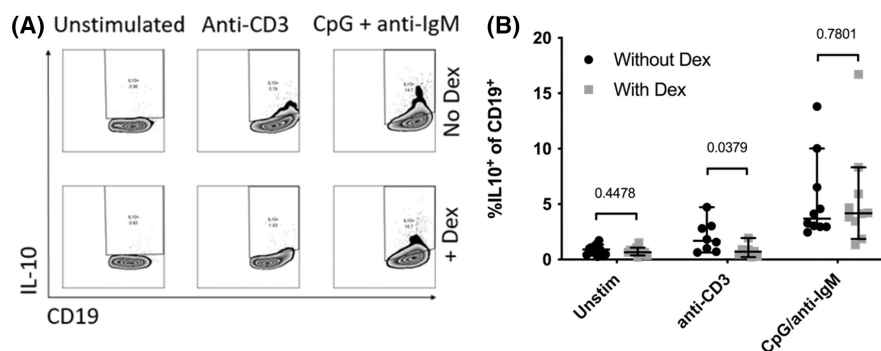 (A)
Unstimulated
Anti-CD3
CpG + anti-IgM
No Dex
+ Dex
IL-10
CD19
(B)
%IL10⁺ of CD19⁺
20
15
10
5
0
Without Dex
With Dex
0.4478
0.0379
0.7801
Unstim
anti-CD3
CpG/anti-IgM